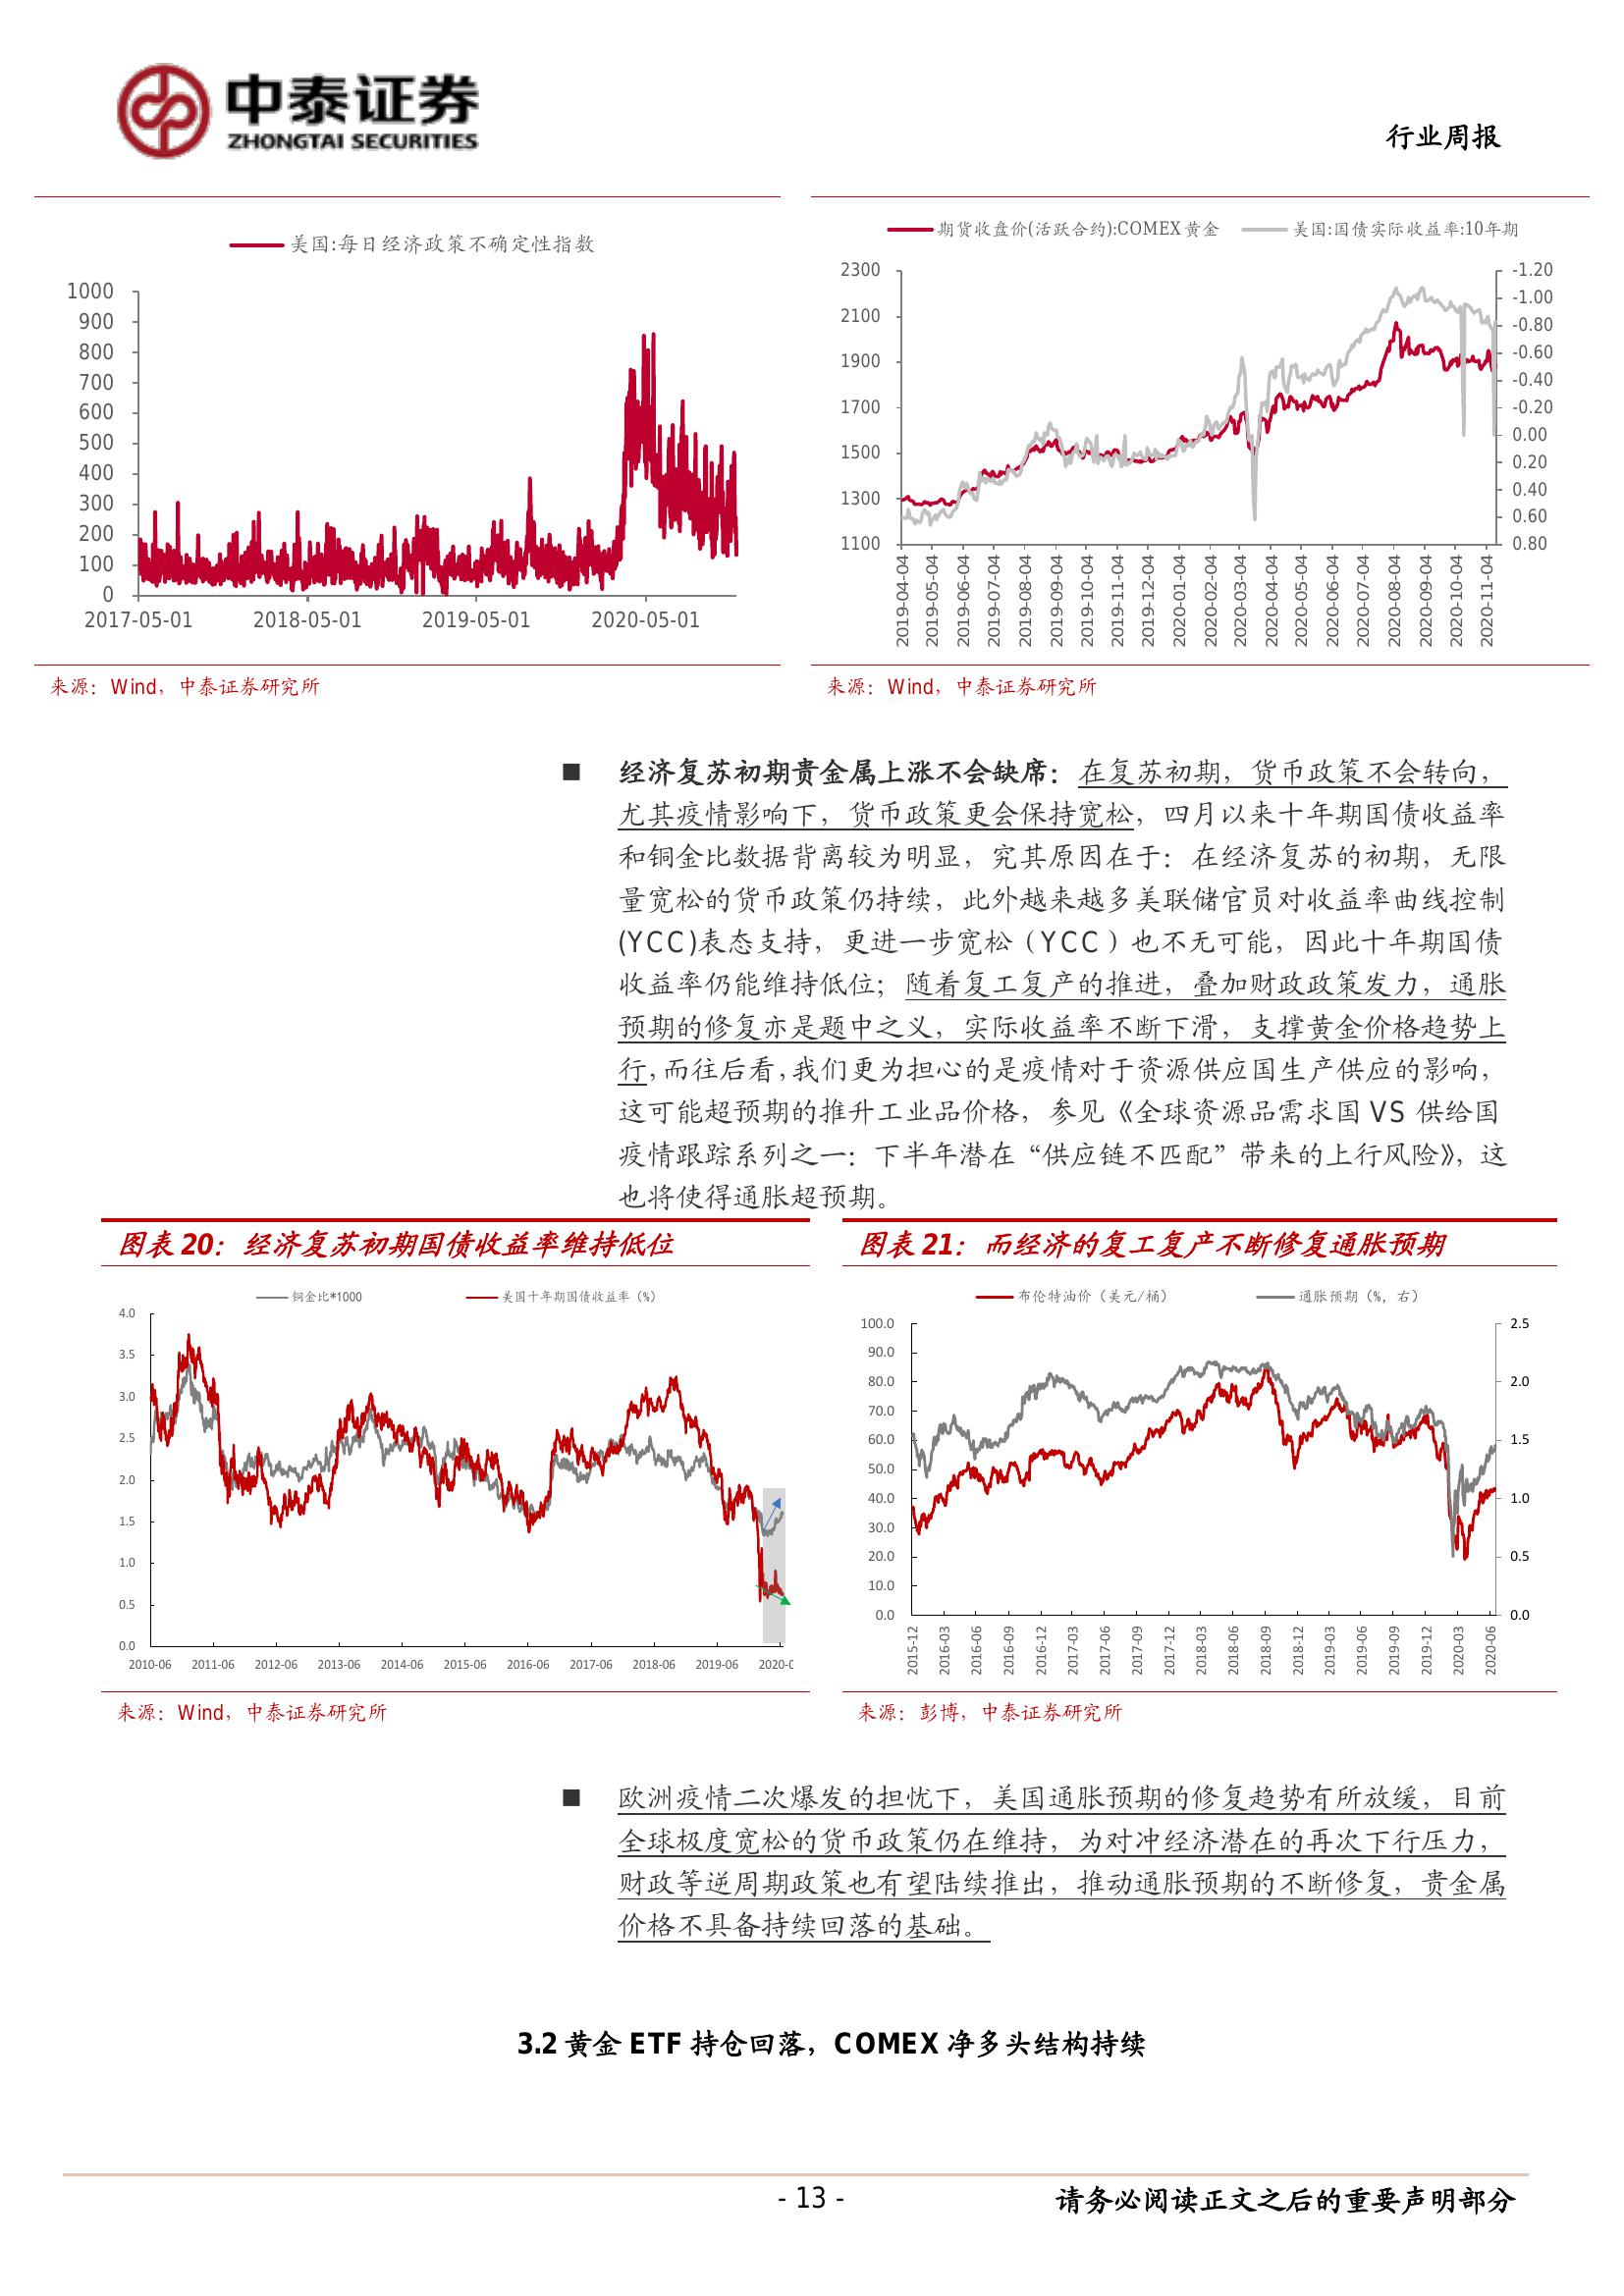 中泰证券
ZHONGTAI SECURITIES
行业周报
美国:每日经济政策不确定性指数
1000
900
800
700
600
500
400
300
200
100
0
2017-05-01 2018-05-01 2019-05-01 2020-05-01
来源：Wind，中泰证券研究所
期货收盘价(活跃合约):COMEX黄金 美国:国债实际收益率:10年期
2300
2100
1900
1700
1500
1300
1100
-1.20
-1.00
-0.80
-0.60
-0.40
-0.20
0.00
0.20
0.40
0.60
0.80
2019-04-04
2019-05-04
2019-06-04
2019-07-04
2019-08-04
2019-09-04
2019-10-04
2019-11-04
2019-12-04
2020-01-04
2020-02-04
2020-03-04
2020-04-04
2020-05-04
2020-06-04
2020-07-04
2020-08-04
2020-09-04
2020-10-04
2020-11-04
来源：Wind，中泰证券研究所
■ 经济复苏初期贵金属上涨不会缺席：在复苏初期，货币政策不会转向，
尤其疫情影响下，货币政策更会保持宽松，四月以来十年期国债收益率
和铜金比数据背离较为明显，究其原因在于：在经济复苏的初期，无限
量宽松的货币政策仍持续，此外越来越多美联储官员对收益率曲线控制
(YCC)表态支持，更进一步宽松（YCC）也不无可能，因此十年期国债
收益率仍能维持低位；随着复工复产的推进，叠加财政政策发力，通胀
预期的修复亦是题中之义，实际收益率不断下滑，支撑黄金价格趋势上
行，而往后看，我们更为担心的是疫情对于资源供应国生产供应的影响，
这可能超预期的推升工业品价格，参见《全球资源品需求国 VS 供给国
疫情跟踪系列之一：下半年潜在“供应链不匹配”带来的上行风险》，这
也将使得通胀超预期。
图表 20：经济复苏初期国债收益率维持低位
铜金比*1000 美国十年期国债收益率（%）
4.0
3.5
3.0
2.5
2.0
1.5
1.0
0.5
0.0
2010-06 2011-06 2012-06 2013-06 2014-06 2015-06 2016-06 2017-06 2018-06 2019-06 2020-0
来源：Wind，中泰证券研究所
图表 21：而经济的复工复产不断修复通胀预期
布伦特油价（美元/桶） 通胀预期（%，右）
100.0
90.0
80.0
70.0
60.0
50.0
40.0
30.0
20.0
10.0
0.0
2.5
2.0
1.5
1.0
0.5
0.0
2015-12
2016-03
2016-06
2016-09
2016-12
2017-03
2017-06
2017-09
2017-12
2018-03
2018-06
2018-09
2018-12
2019-03
2019-06
2019-09
2019-12
2020-03
2020-06
来源：彭博，中泰证券研究所
■ 欧洲疫情二次爆发的担忧下，美国通胀预期的修复趋势有所放缓，目前
全球极度宽松的货币政策仍在维持，为对冲经济潜在的再次下行压力，
财政等逆周期政策也有望陆续推出，推动通胀预期的不断修复，贵金属
价格不具备持续回落的基础。
3.2 黄金 ETF 持仓回落，COMEX 净多头结构持续
- 13 -
请务必阅读正文之后的重要声明部分